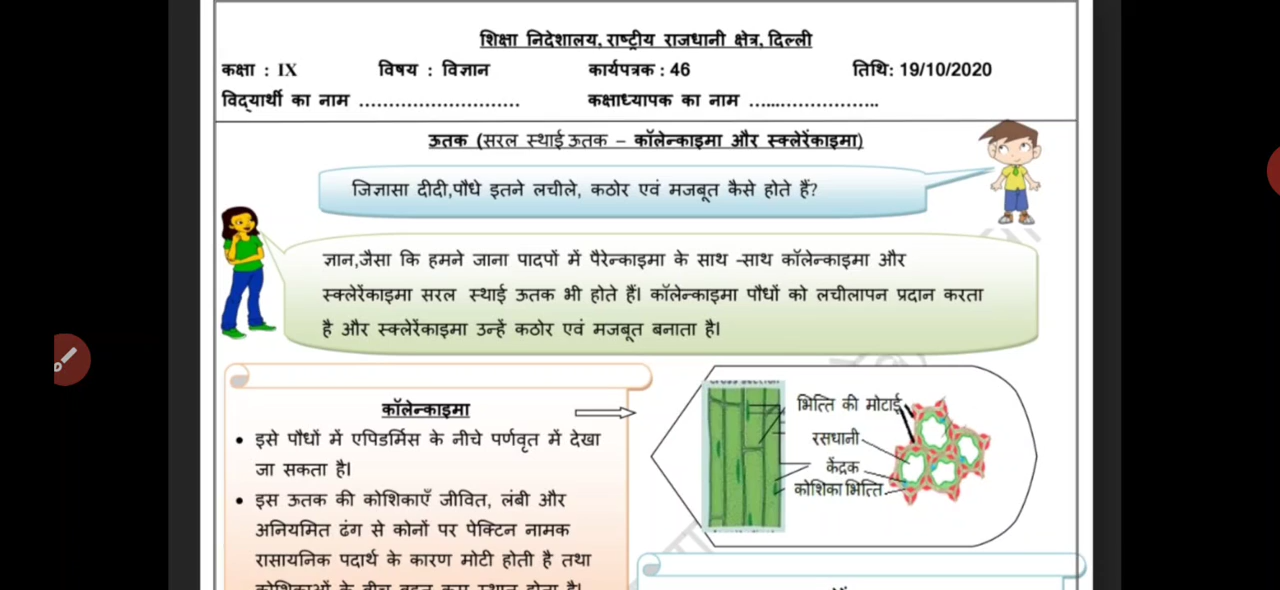 शिक्षा निदेशालय, राष्ट्रीय राजधानी क्षेत्र, दिल्ली
कक्षा : IX विषय : विज्ञान कार्यपत्रक : 46 तिथि: 19/10/2020
विद्यार्थी का नाम ........................... कक्षाध्यापक का नाम ......................
ऊतक (सरल स्थाई ऊतक – कॉलेन्काइमा और स्क्लेरेंकाइमा)
जिज्ञासा दीदी,पौधे इतने लचीले, कठोर एवं मजबूत कैसे होते हैं?
ज्ञान,जैसा कि हमने जाना पादपों में पैरेन्काइमा के साथ -साथ कॉलेन्काइमा और
स्क्लेरेंकाइमा सरल स्थाई ऊतक भी होते हैं। कॉलेन्काइमा पौधों को लचीलापन प्रदान करता
है और स्क्लेरेंकाइमा उन्हें कठोर एवं मजबूत बनाता है।
कॉलेन्काइमा
• इसे पौधों में एपिडर्मिस के नीचे पर्णवृत में देखा
जा सकता है।
• इस ऊतक की कोशिकाएँ जीवित, लंबी और
अनियमित ढंग से कोनों पर पेक्टिन नामक
रासायनिक पदार्थ के कारण मोटी होती है तथा
कोशिकाओं के बीच बहुत कम स्थान होता है।
भित्ति की मोटाई
रसधानी
केंद्रक
कोशिका भित्ति